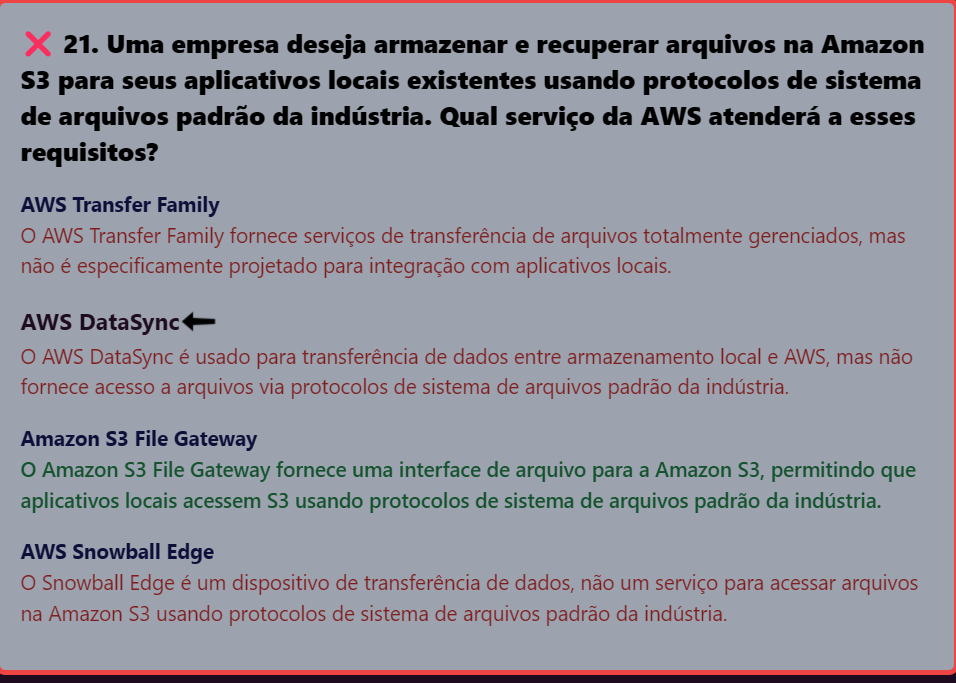 ❌ 21. Uma empresa deseja armazenar e recuperar arquivos na Amazon
S3 para seus aplicativos locais existentes usando protocolos de sistema
de arquivos padrão da indústria. Qual serviço da AWS atenderá a esses
requisitos?
AWS Transfer Family
O AWS Transfer Family fornece serviços de transferência de arquivos totalmente gerenciados, mas
não é especificamente projetado para integração com aplicativos locais.
AWS DataSync
O AWS DataSync é usado para transferência de dados entre armazenamento local e AWS, mas não
fornece acesso a arquivos via protocolos de sistema de arquivos padrão da indústria.
Amazon S3 File Gateway
O Amazon S3 File Gateway fornece uma interface de arquivo para a Amazon S3, permitindo que
aplicativos locais acessem S3 usando protocolos de sistema de arquivos padrão da indústria.
AWS Snowball Edge
O Snowball Edge é um dispositivo de transferência de dados, não um serviço para acessar arquivos
na Amazon S3 usando protocolos de sistema de arquivos padrão da indústria.